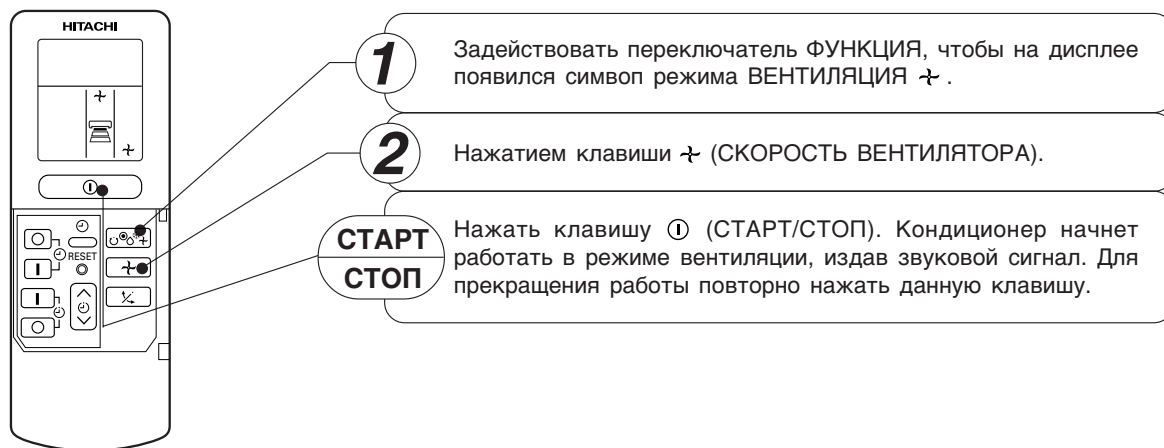 HITACHI
RESET
1
Задействовать переключатель ФУНКЦИЯ, чтобы на дисплее
появился симвоп режима ВЕНТИЛЯЦИЯ .
2
Нажатием клавиши (СКОРОСТЬ ВЕНТИЛЯТОРА).
СТАРТ
СТОП
Нажать клавишу (СТАРТ/СТОП). Кондиционер начнет
работать в режиме вентиляции, издав звуковой сигнал. Для
прекращения работы повторно нажать данную клавишу.